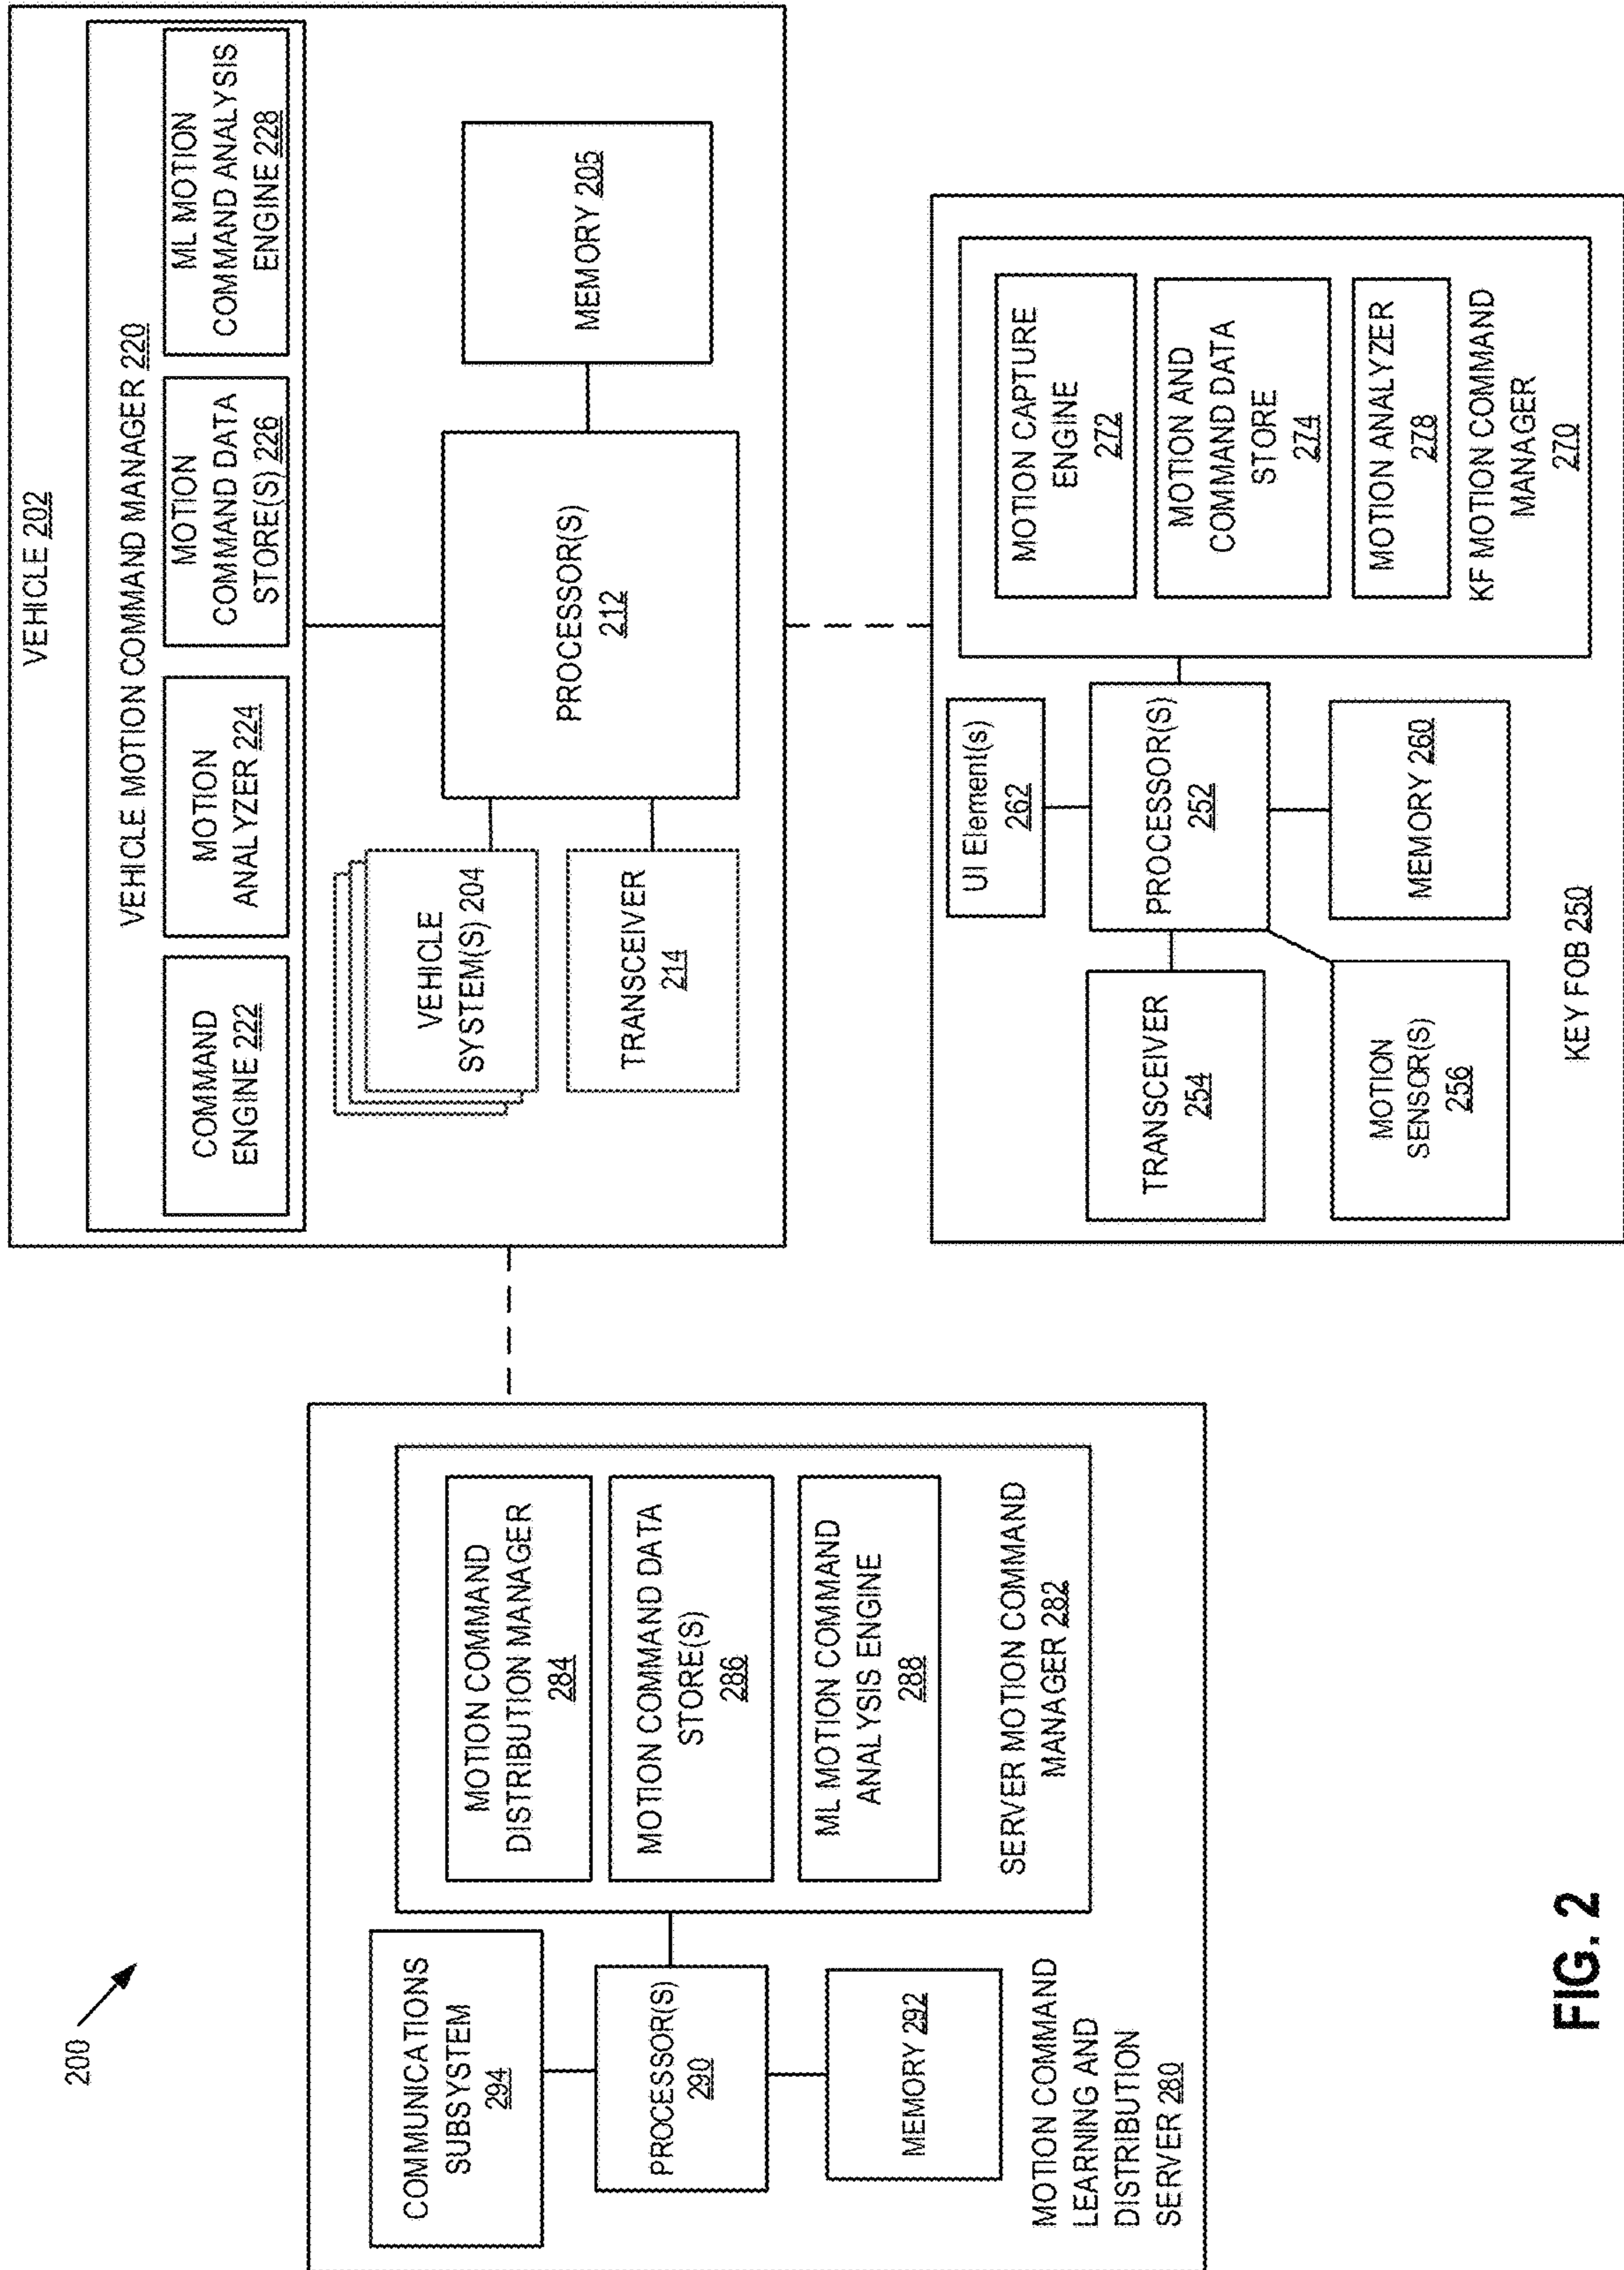 200
COMMUNICATIONS
SUBSYSTEM
294
PROCESSOR(S)
290
MEMORY 292
MOTION COMMAND
LEARNING AND
DISTRIBUTION
SERVER 280
MOTION COMMAND
DISTRIBUTION MANAGER
284
MOTION COMMAND DATA
STORE(S)
286
ML MOTION COMMAND
ANALYSIS ENGINE
288
SERVER MOTION COMMAND
MANAGER 282
VEHICLE 202
VEHICLE MOTION COMMAND MANAGER 220
COMMAND
ENGINE 222
MOTION
ANALYZER 224
MOTION
COMMAND DATA
STORE(S) 226
ML MOTION
COMMAND ANALYSIS
ENGINE 228
VEHICLE
SYSTEM(S) 204
TRANSCEIVER
214
PROCESSOR(S)
212
MEMORY 205
UI Element(s)
262
TRANSCEIVER
254
PROCESSOR(S)
252
MOTION
SENSOR(S)
256
MEMORY 260
KEY FOB 250
MOTION CAPTURE
ENGINE
272
MOTION AND
COMMAND DATA
STORE
274
MOTION ANALYZER
278
KF MOTION COMMAND
MANAGER
270
FIG. 2